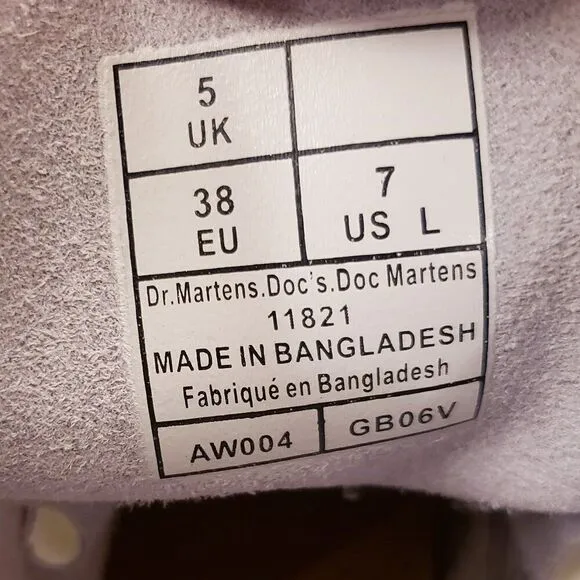 5
UK
38
EU
7
US L
Dr.Martens.Doc's.Doc Martens
11821
MADE IN BANGLADESH
Fabriqué en Bangladesh
AW004
GB06V